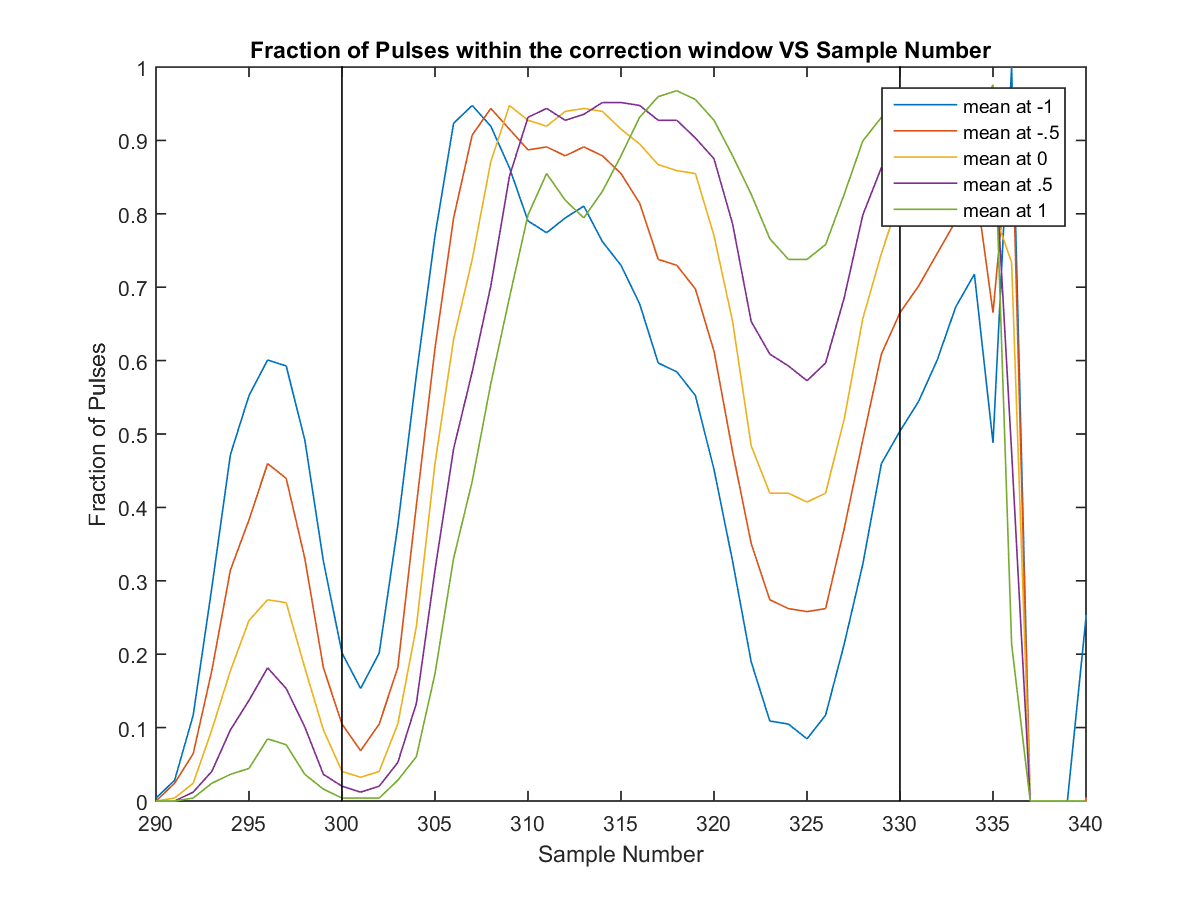 Fraction of Pulses within the correction window VS Sample Number
1
0.9
0.8
0.7
0.6
0.5
0.4
0.3
0.2
0.1
0
Fraction of Pulses
mean at -1
mean at -.5
mean at 0
mean at .5
mean at 1
290 295 300 305 310 315 320 325 330 335 340
Sample Number